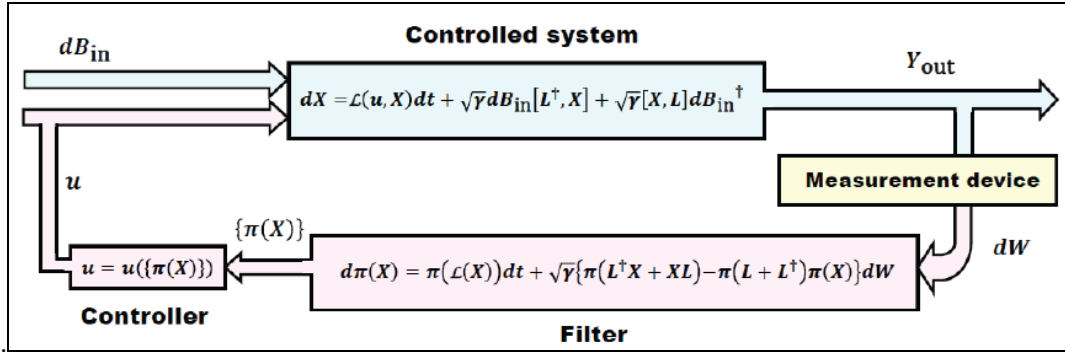 Controlled system
dB_in
Y_out
dX = ℒ(u, X)dt + √γ dB_in[L†, X] + √γ[X, L]dB_in†
u
Measurement device
{π(X)}
dW
u = u({π(X)})
dπ(X) = π(ℒ(X))dt + √γ{π(L†X + XL)−π(L + L†)π(X)}dW
Controller
Filter
.